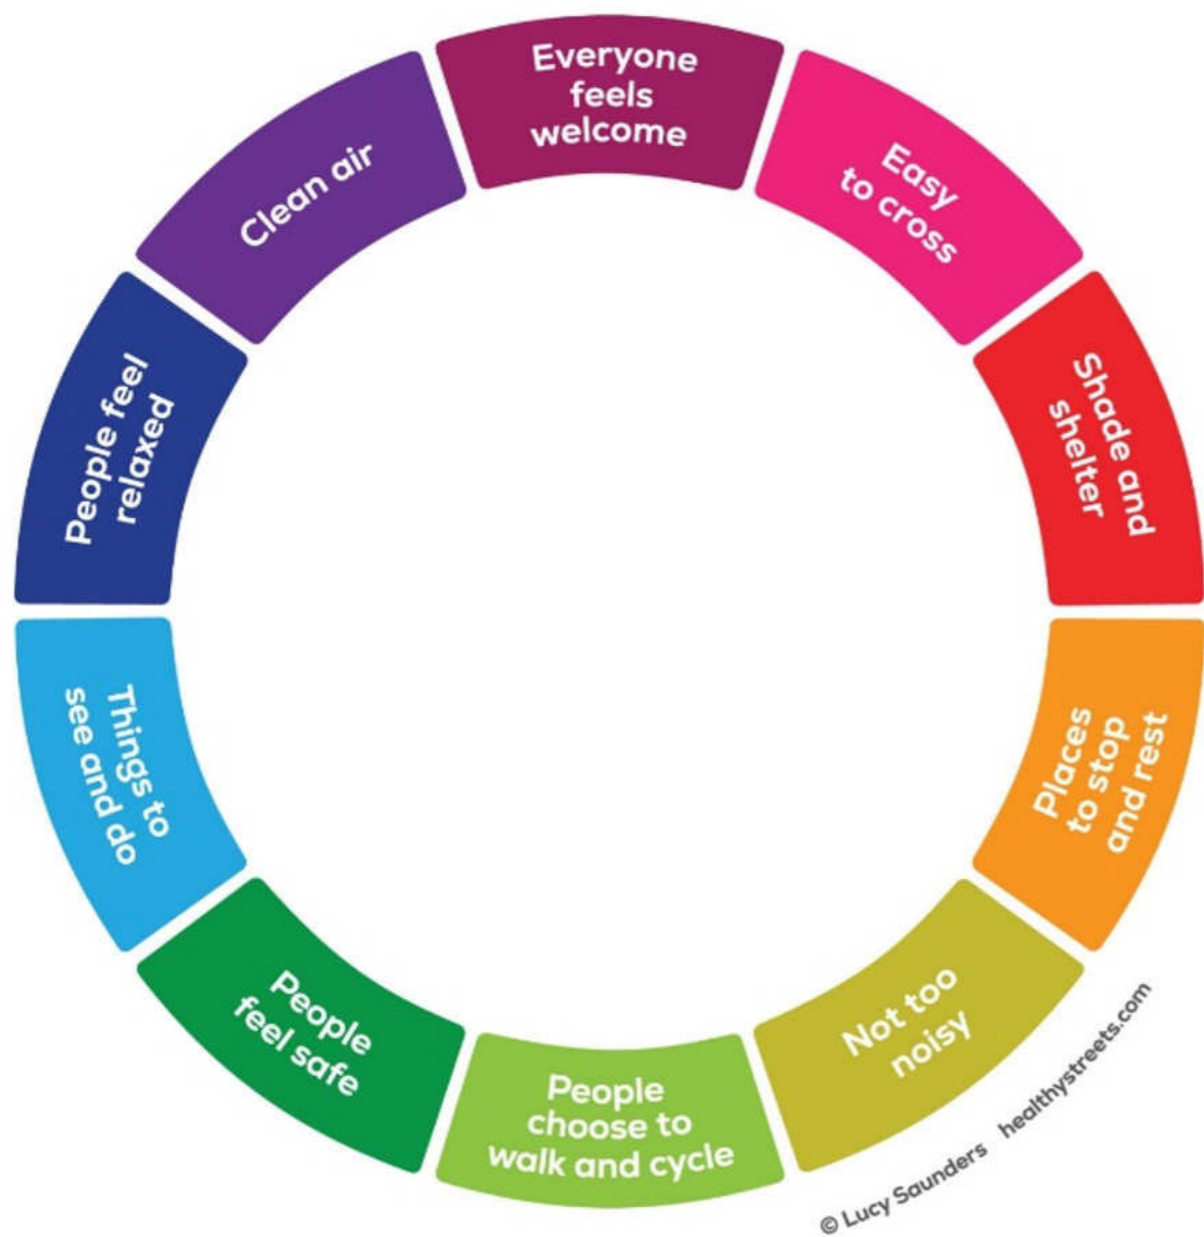 Everyone
feels
welcome
Easy
to cross
Shade and
shelter
Places
to stop
and rest
Not too
noisy
People
choose to
walk and cycle
People
feel safe
Things to
see and do
People feel
relaxed
Clean air
© Lucy Saunders healthystreets.com